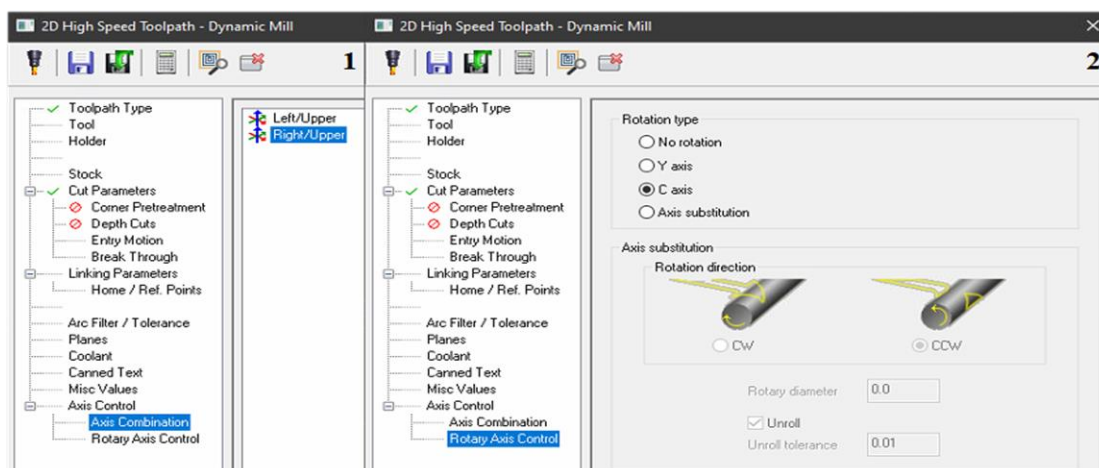 2D High Speed Toolpath - Dynamic Mill
1
Toolpath Type
Tool
Holder
Stock
Cut Parameters
Corner Pretreatment
Depth Cuts
Entry Motion
Break Through
Linking Parameters
Home / Ref. Points
Arc Filter / Tolerance
Planes
Coolant
Canned Text
Misc Values
Axis Control
Axis Combination
Rotary Axis Control
Left/Upper
Right/Upper
2D High Speed Toolpath - Dynamic Mill
2
Toolpath Type
Tool
Holder
Stock
Cut Parameters
Corner Pretreatment
Depth Cuts
Entry Motion
Break Through
Linking Parameters
Home / Ref. Points
Arc Filter / Tolerance
Planes
Coolant
Canned Text
Misc Values
Axis Control
Axis Combination
Rotary Axis Control
Rotation type
No rotation
Y axis
C axis
Axis substitution
Axis substitution
Rotation direction
CW CCW
Rotary diameter 0.0
Unroll
Unroll tolerance 0.01